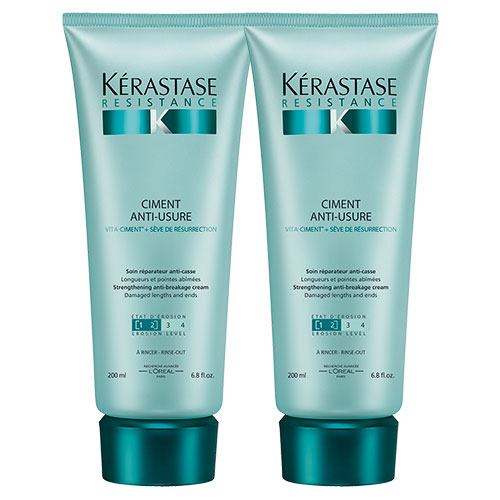 KÉRASTASE
RESISTANCE
K
CIMENT
ANTI-USURE
VITA-CIMENT® + SÈVE DE RÉSURRECTION
Soin réparateur anti-casse
Longueurs et pointes abîmées
Strengthening anti-breakage cream
Damaged lengths and ends
ÉTAT D'ÉROSION
[1 2] 3 4
EROSION LEVEL
À RINCER - RINSE-OUT
RECHERCHE AVANCÉE
L'ORÉAL
PARIS
200 ml 6.8 fl.oz.
KÉRASTASE
RESISTANCE
K
CIMENT
ANTI-USURE
VITA-CIMENT® + SÈVE DE RÉSURRECTION
Soin réparateur anti-casse
Longueurs et pointes abîmées
Strengthening anti-breakage cream
Damaged lengths and ends
ÉTAT D'ÉROSION
[1 2] 3 4
EROSION LEVEL
À RINCER - RINSE-OUT
RECHERCHE AVANCÉE
L'ORÉAL
PARIS
200 ml 6.8 fl.oz.